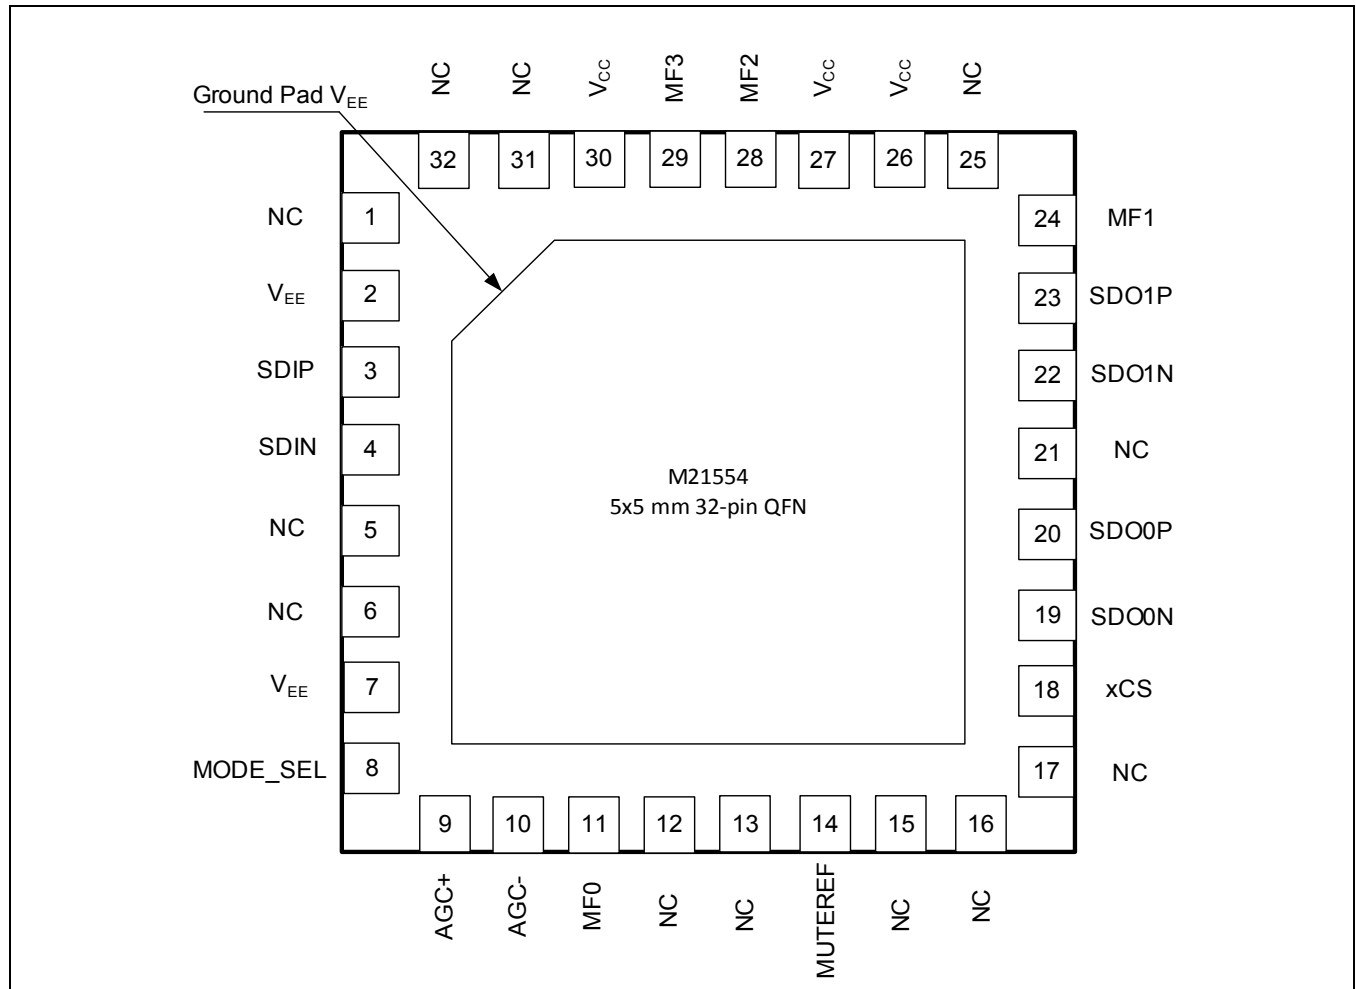 NC
NC
VCC
MF3
MF2
VCC
VCC
NC
Ground Pad VEE
32
31
30
29
28
27
26
25
NC
1
24
MF1
VEE
2
23
SDO1P
SDIP
3
22
SDO1N
SDIN
4
21
NC
M21554
5x5 mm 32-pin QFN
NC
5
20
SDO0P
NC
6
19
SDO0N
VEE
7
18
xCS
MODE_SEL
8
17
NC
9
10
11
12
13
14
15
16
AGC+
AGC-
MF0
NC
NC
MUTEREF
NC
NC